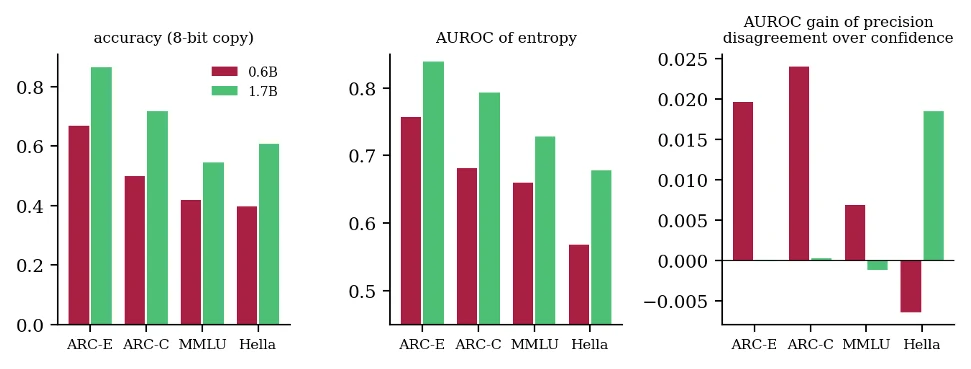 accuracy (8-bit copy)
0.8
0.6
0.4
0.2
0.0
0.6B
1.7B
ARC-E ARC-C MMLU Hella
AUROC of entropy
0.8
0.7
0.6
0.5
ARC-E ARC-C MMLU Hella
AUROC gain of precision
disagreement over confidence
0.025
0.020
0.015
0.010
0.005
0.000
−0.005
ARC-E ARC-C MMLU Hella